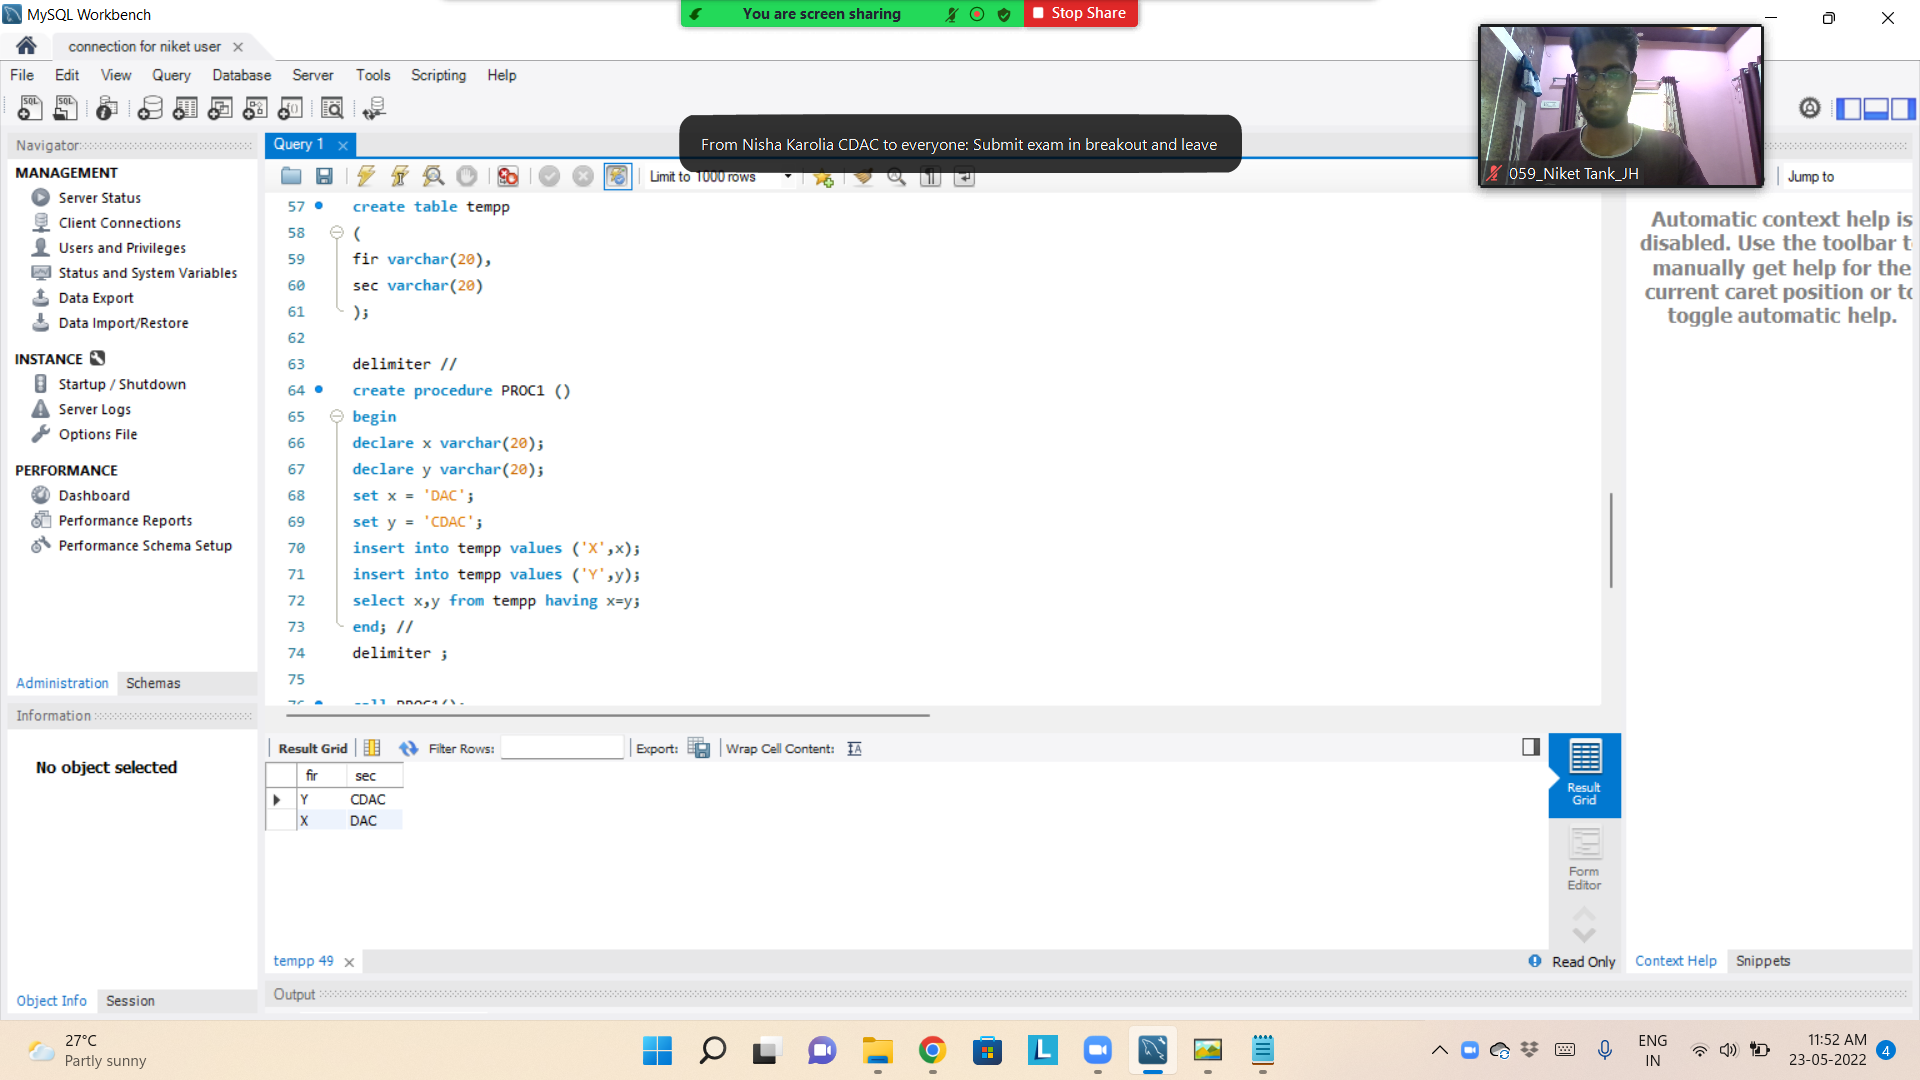 MySQL Workbench
You are screen sharing
Stop Share
connection for niket user
File Edit View Query Database Server Tools Scripting Help
Navigator
Query 1
From Nisha Karolia CDAC to everyone: Submit exam in breakout and leave
059_Niket Tank_JH
Limit to 1000 rows
Jump to
MANAGEMENT
Server Status
Client Connections
Users and Privileges
Status and System Variables
Data Export
Data Import/Restore
INSTANCE
Startup / Shutdown
Server Logs
Options File
PERFORMANCE
Dashboard
Performance Reports
Performance Schema Setup
Administration Schemas
Information
No object selected
Object Info Session
57 create table tempp
58 (
59 fir varchar(20),
60 sec varchar(20)
61 );
62
63 delimiter //
64 create procedure PROC1 ()
65 begin
66 declare x varchar(20);
67 declare y varchar(20);
68 set x = 'DAC';
69 set y = 'CDAC';
70 insert into tempp values ('X',x);
71 insert into tempp values ('Y',y);
72 select x,y from tempp having x=y;
73 end; //
74 delimiter ;
75
76 call PROC1();
Automatic context help is
disabled. Use the toolbar t
manually get help for the
current caret position or to
toggle automatic help.
Result Grid Filter Rows: Export: Wrap Cell Content: IA
fir sec
Y CDAC
X DAC
Result
Grid
Form
Editor
tempp 49
Read Only
Context Help Snippets
Output
27°C
Partly sunny
ENG
IN
11:52 AM
23-05-2022
4